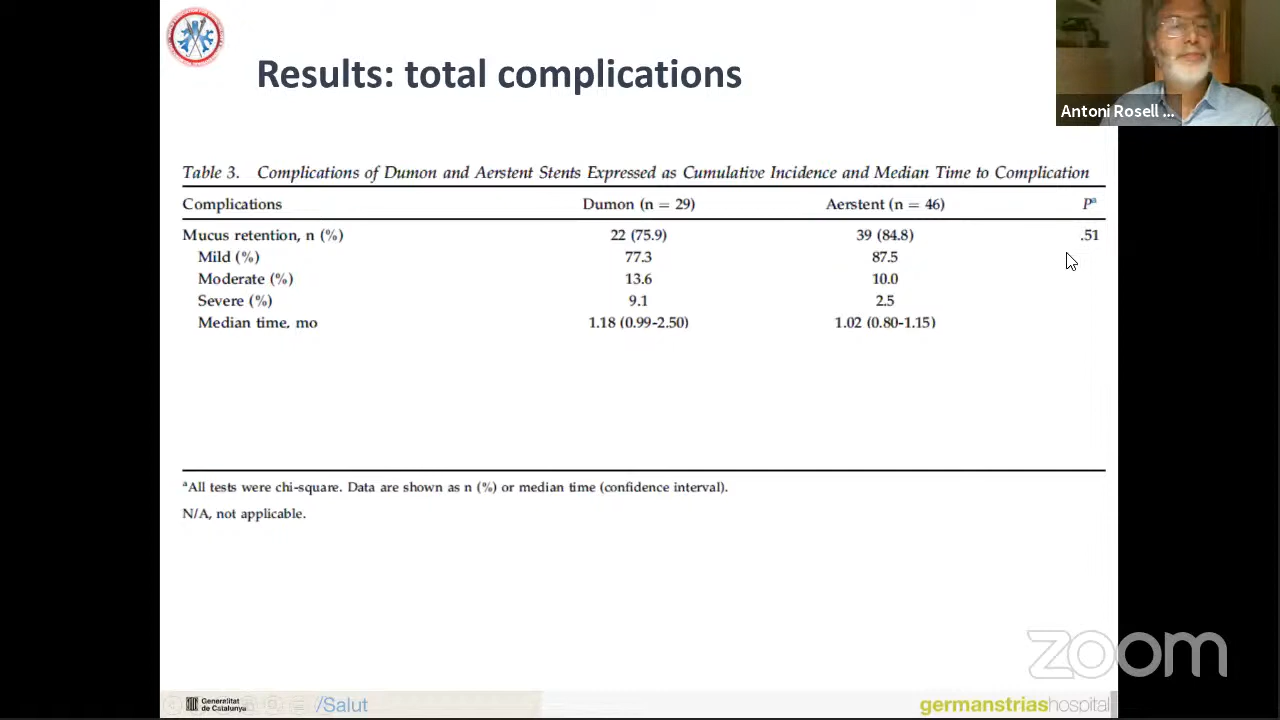 Results: total complications
Antoni Rosell ...
Table 3. Complications of Dumon and Aerstent Stents Expressed as Cumulative Incidence and Median Time to Complication
Complications Dumon (n = 29) Aerstent (n = 46) Pa
Mucus retention, n (%) 22 (75.9) 39 (84.8) .51
Mild (%) 77.3 87.5
Moderate (%) 13.6 10.0
Severe (%) 9.1 2.5
Median time, mo 1.18 (0.99-2.50) 1.02 (0.80-1.15)
aAll tests were chi-square. Data are shown as n (%) or median time (confidence interval).
N/A, not applicable.
zoom
Generalitat
de Catalunya
/Salut
germanstriashospital